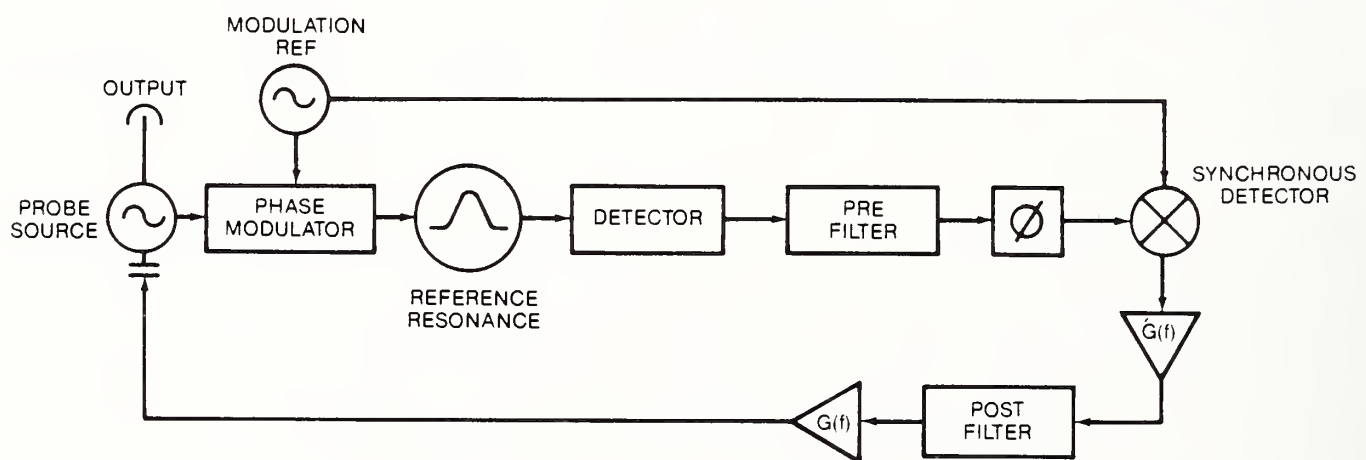 MODULATION
REF
OUTPUT
PROBE
SOURCE
PHASE
MODULATOR
REFERENCE
RESONANCE
DETECTOR
PRE
FILTER
Ø
SYNCHRONOUS
DETECTOR
Ǵ(f)
POST
FILTER
G(f)